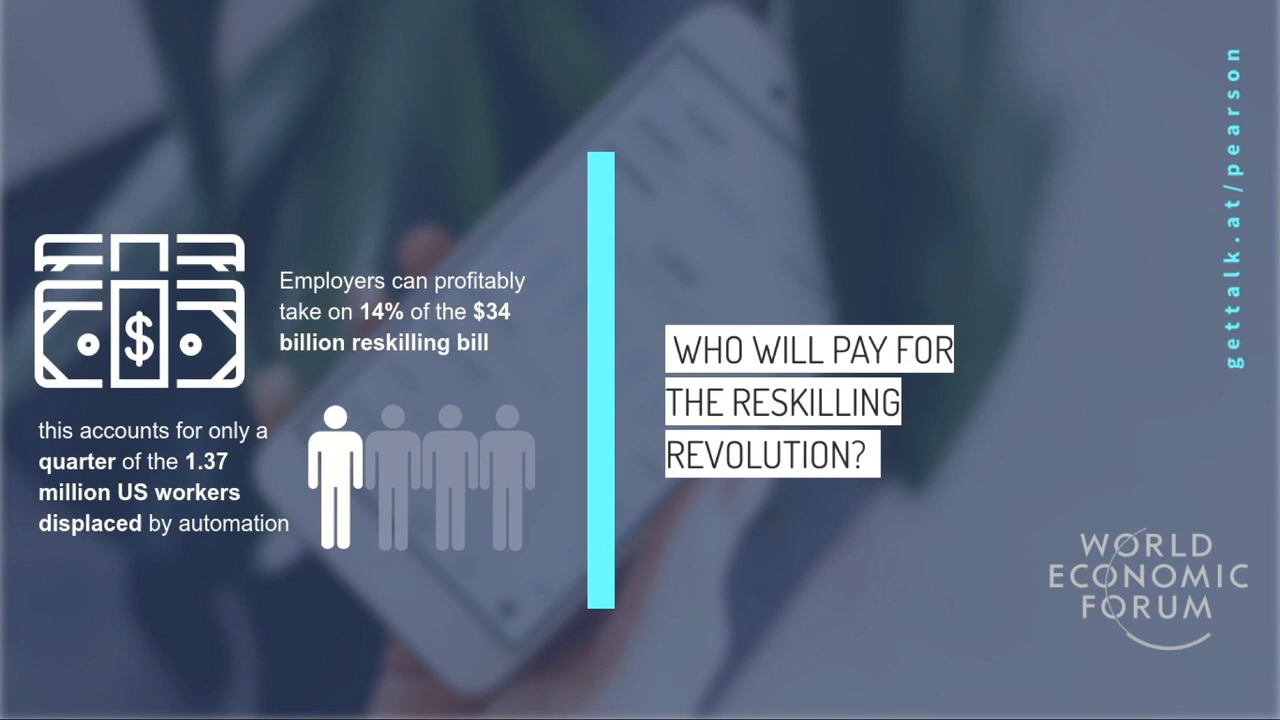 Employers can profitably
take on 14% of the $34
billion reskilling bill
this accounts for only a
quarter of the 1.37
million US workers
displaced by automation
WHO WILL PAY FOR
THE RESKILLING
REVOLUTION?
gettalk.at/pearson
WORLD
ECONOMIC
FORUM